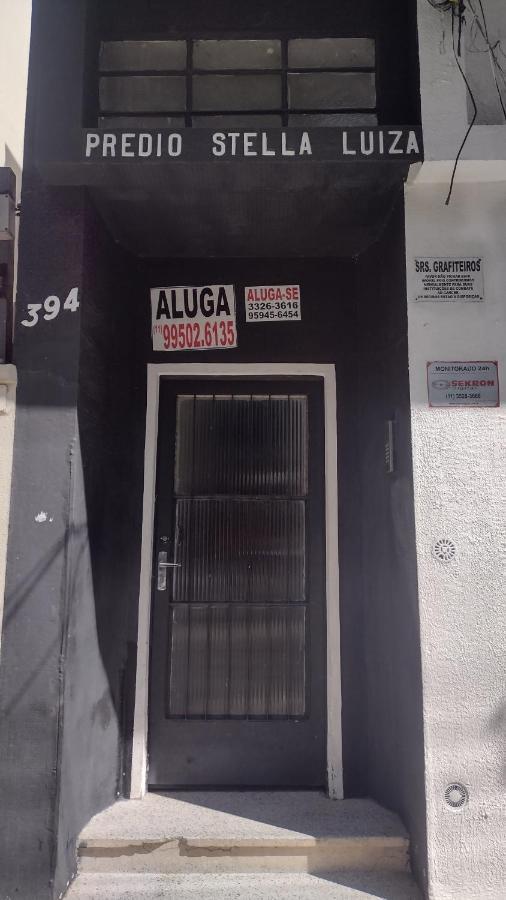 PREDIO STELLA LUIZA
394
ALUGA
(11) 99502.6135
ALUGA-SE
3326-3616
95945-6454
SRS. GRAFITEIROS
MONITORADO 24h
SEKRON